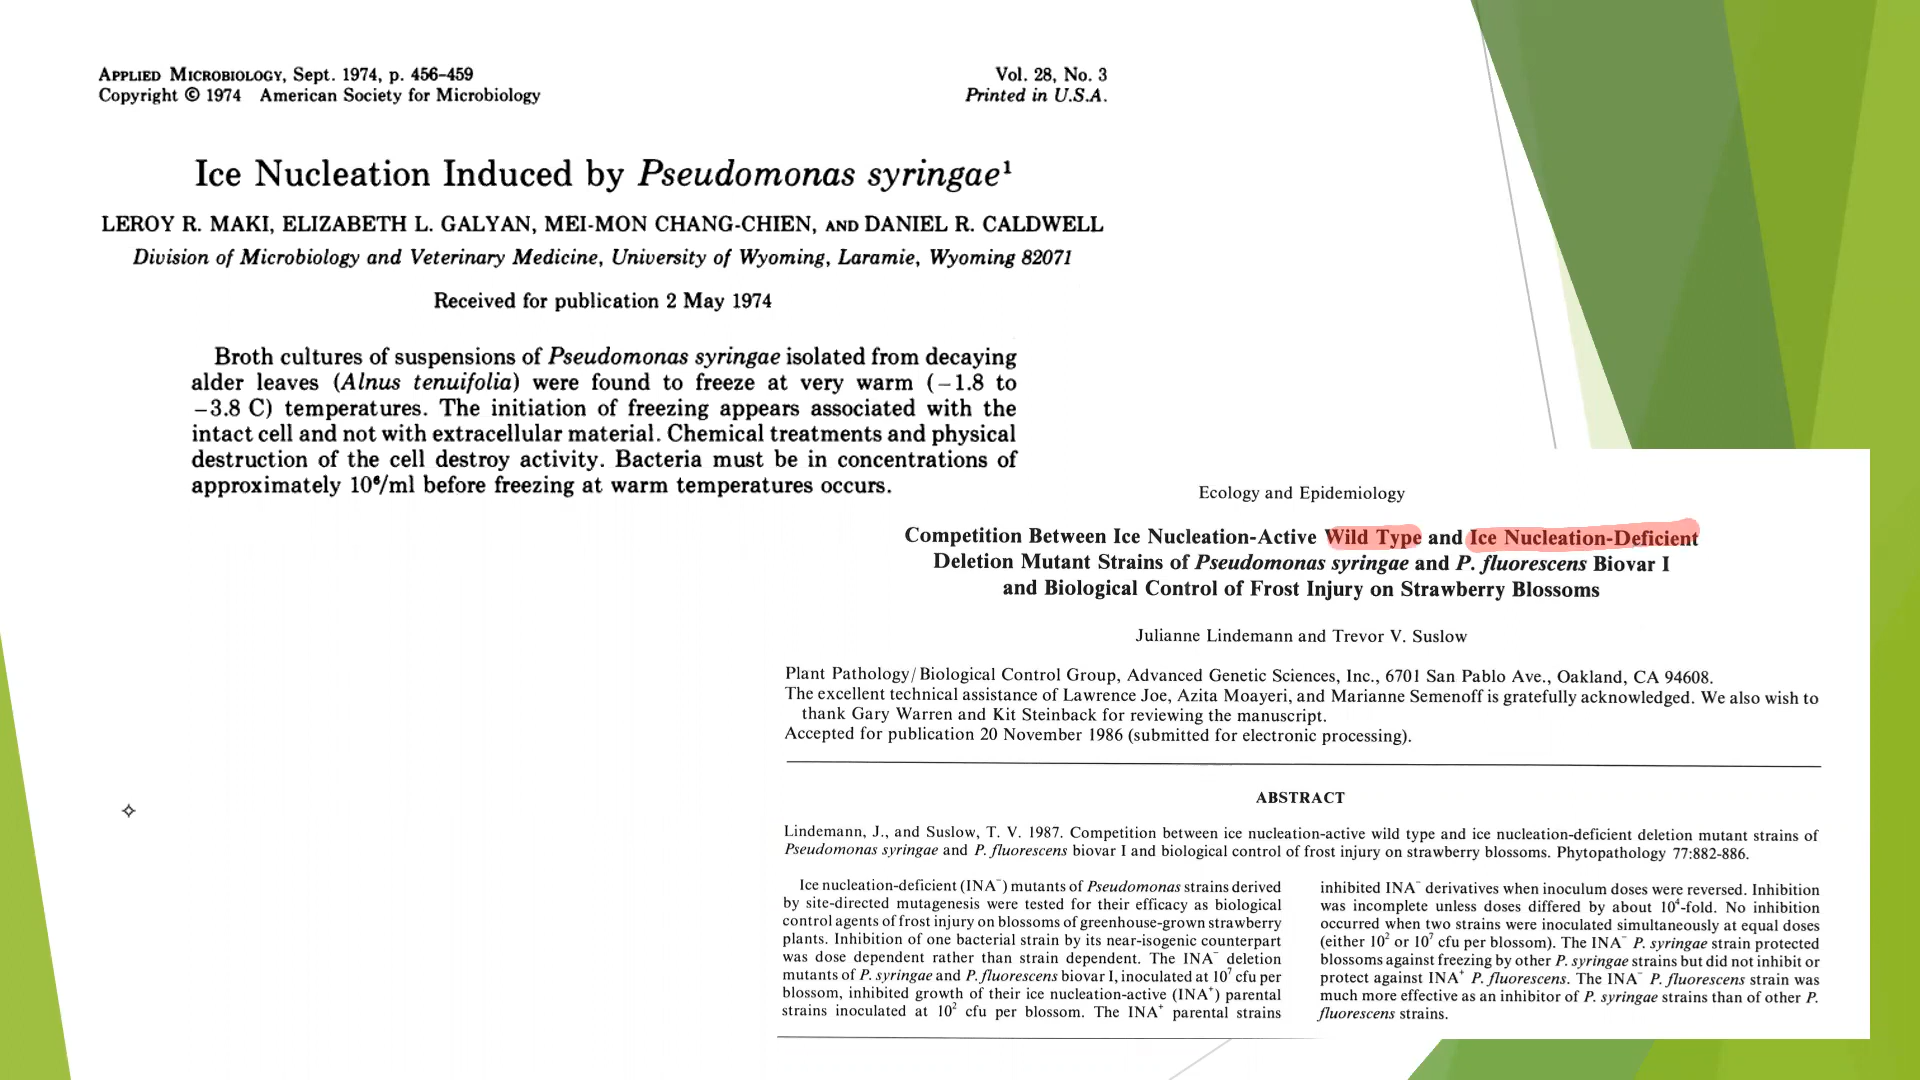 APPLIED MICROBIOLOGY, Sept. 1974, p. 456-459
Copyright © 1974 American Society for Microbiology
Vol. 28, No. 3
Printed in U.S.A.
Ice Nucleation Induced by Pseudomonas syringae¹
LEROY R. MAKI, ELIZABETH L. GALYAN, MEI-MON CHANG-CHIEN, AND DANIEL R. CALDWELL
Division of Microbiology and Veterinary Medicine, University of Wyoming, Laramie, Wyoming 82071
Received for publication 2 May 1974
Broth cultures of suspensions of Pseudomonas syringae isolated from decaying
alder leaves (Alnus tenuifolia) were found to freeze at very warm (−1.8 to
−3.8 C) temperatures. The initiation of freezing appears associated with the
intact cell and not with extracellular material. Chemical treatments and physical
destruction of the cell destroy activity. Bacteria must be in concentrations of
approximately 10⁶/ml before freezing at warm temperatures occurs.
Ecology and Epidemiology
Competition Between Ice Nucleation-Active Wild Type and Ice Nucleation-Deficient
Deletion Mutant Strains of Pseudomonas syringae and P. fluorescens Biovar I
and Biological Control of Frost Injury on Strawberry Blossoms
Julianne Lindemann and Trevor V. Suslow
Plant Pathology/Biological Control Group, Advanced Genetic Sciences, Inc., 6701 San Pablo Ave., Oakland, CA 94608.
The excellent technical assistance of Lawrence Joe, Azita Moayeri, and Marianne Semenoff is gratefully acknowledged. We also wish to
thank Gary Warren and Kit Steinback for reviewing the manuscript.
Accepted for publication 20 November 1986 (submitted for electronic processing).
ABSTRACT
Lindemann, J., and Suslow, T. V. 1987. Competition between ice nucleation-active wild type and ice nucleation-deficient deletion mutant strains of
Pseudomonas syringae and P. fluorescens biovar I and biological control of frost injury on strawberry blossoms. Phytopathology 77:882-886.
Ice nucleation-deficient (INA⁻) mutants of Pseudomonas strains derived
by site-directed mutagenesis were tested for their efficacy as biological
control agents of frost injury on blossoms of greenhouse-grown strawberry
plants. Inhibition of one bacterial strain by its near-isogenic counterpart
was dose dependent rather than strain dependent. The INA⁻ deletion
mutants of P. syringae and P. fluorescens biovar I, inoculated at 10⁷ cfu per
blossom, inhibited growth of their ice nucleation-active (INA⁺) parental
strains inoculated at 10² cfu per blossom. The INA⁺ parental strains
inhibited INA⁻ derivatives when inoculum doses were reversed. Inhibition
was incomplete unless doses differed by about 10⁴-fold. No inhibition
occurred when two strains were inoculated simultaneously at equal doses
(either 10² or 10⁷ cfu per blossom). The INA⁻ P. syringae strain protected
blossoms against freezing by other P. syringae strains but did not inhibit or
protect against INA⁺ P. fluorescens. The INA⁻ P. fluorescens strain was
much more effective as an inhibitor of P. syringae strains than of other P.
fluorescens strains.